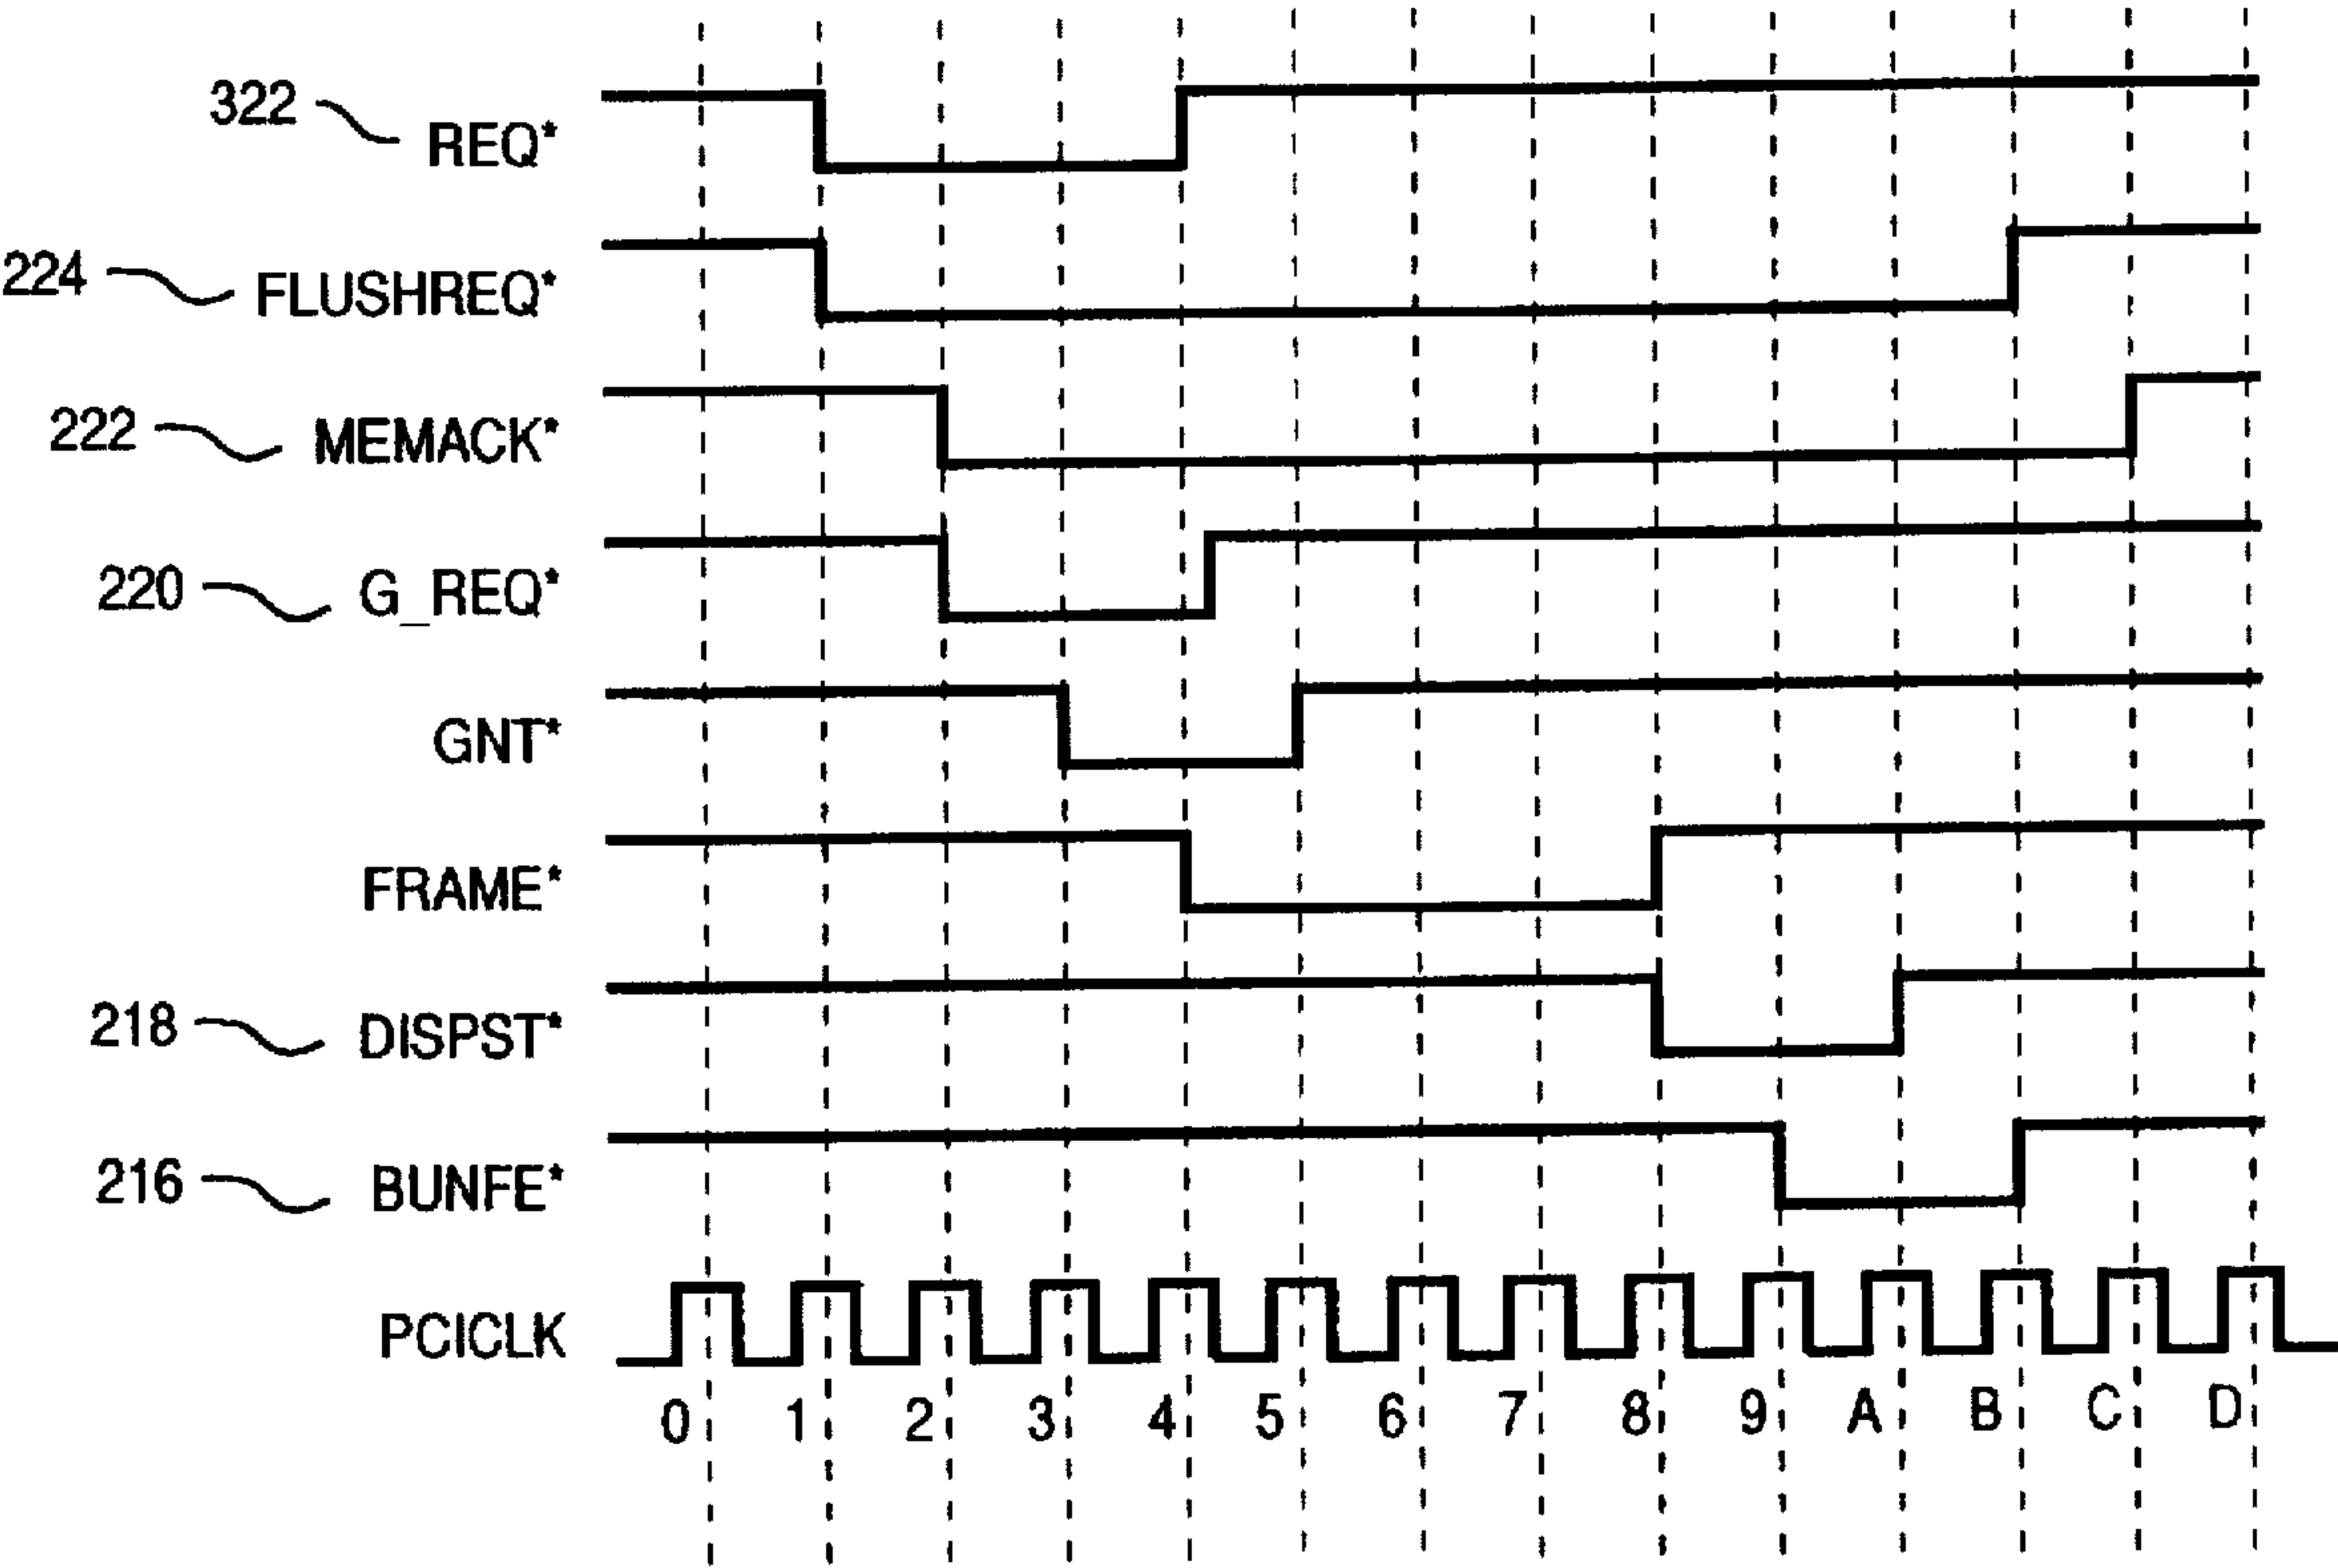 322 REQ*
224 FLUSHREQ*
222 MEMACK*
220 G_REQ*
GNT*
FRAME*
218 DISPST*
216 BUNFE*
PCICLK
0 1 2 3 4 5 6 7 8 9 A B C D